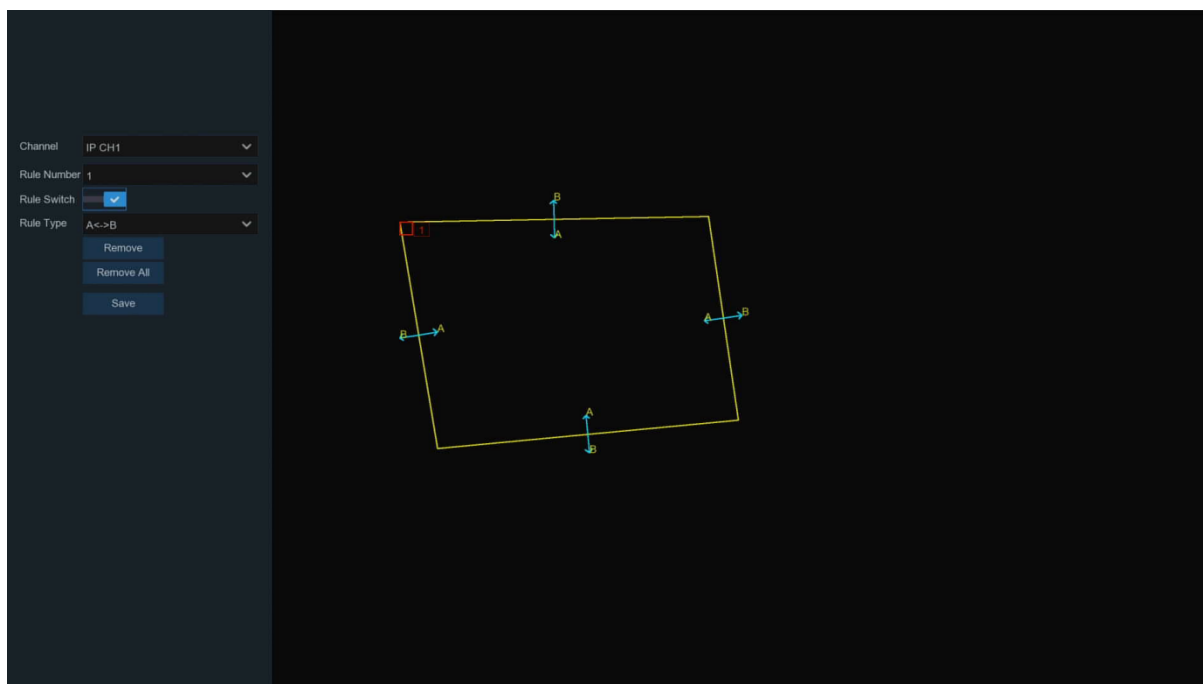 Channel IP CH1
Rule Number 1
Rule Switch
Rule Type A<->B
Remove
Remove All
Save
B
1
A
B A
A B
A
B